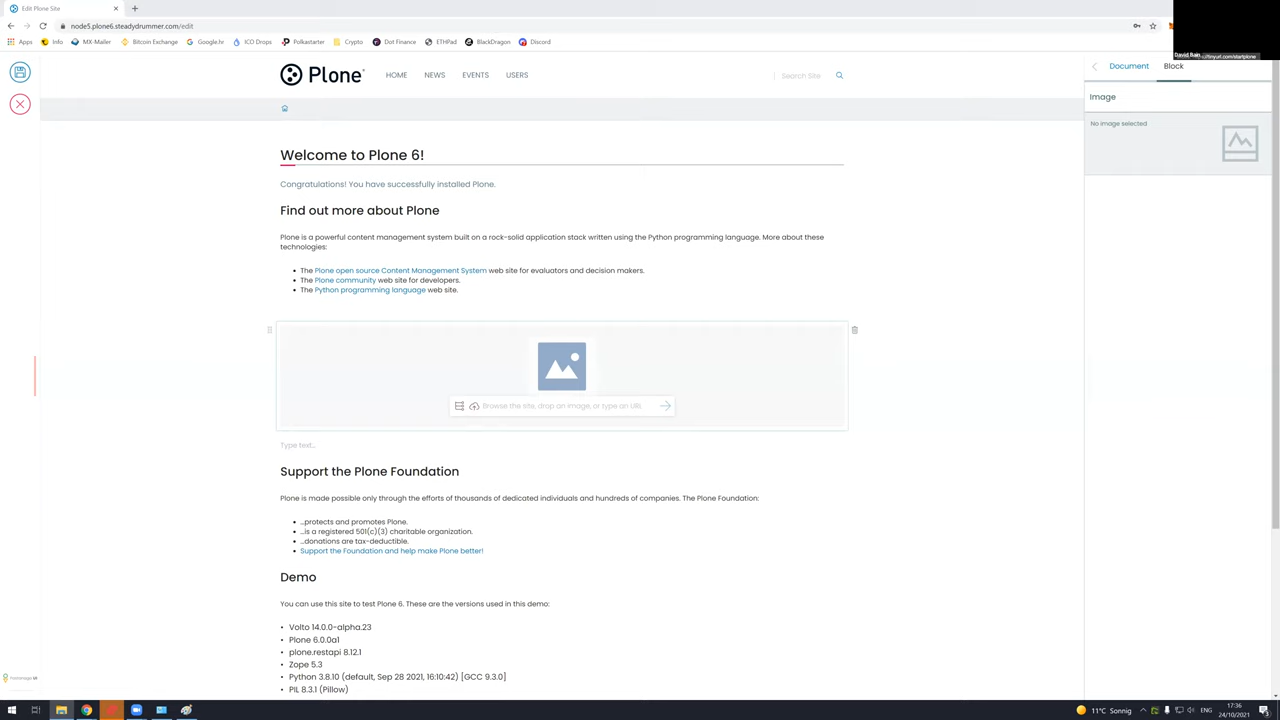 Edit Plone Site
node5.plone6.steadydrummer.com/edit
Apps Info MX-Mailer Bitcoin Exchange Google.hr ICO Drops Polkastarter Crypto Dot Finance ETHPad BlackDragon Discord
David Bain
//tinyurl.com/startplone
Plone
HOME NEWS EVENTS USERS
Search Site
Document Block
Image
No image selected
Welcome to Plone 6!
Congratulations! You have successfully installed Plone.
Find out more about Plone
Plone is a powerful content management system built on a rock-solid application stack written using the Python programming language. More about these
technologies:
• The Plone open source Content Management System web site for evaluators and decision makers.
• The Plone community web site for developers.
• The Python programming language web site.
Browse the site, drop an image, or type an URL
Type text...
Support the Plone Foundation
Plone is made possible only through the efforts of thousands of dedicated individuals and hundreds of companies. The Plone Foundation:
• …protects and promotes Plone.
• …is a registered 501(c)(3) charitable organization.
• …donations are tax-deductible.
• Support the Foundation and help make Plone better!
Demo
You can use this site to test Plone 6. These are the versions used in this demo:
• Volto 14.0.0-alpha.23
• Plone 6.0.0a1
• plone.restapi 8.12.1
• Zope 5.3
• Python 3.8.10 (default, Sep 28 2021, 16:10:42) [GCC 9.3.0]
• PIL 8.3.1 (Pillow)
11°C Sonnig
ENG
17:36
24/10/2021